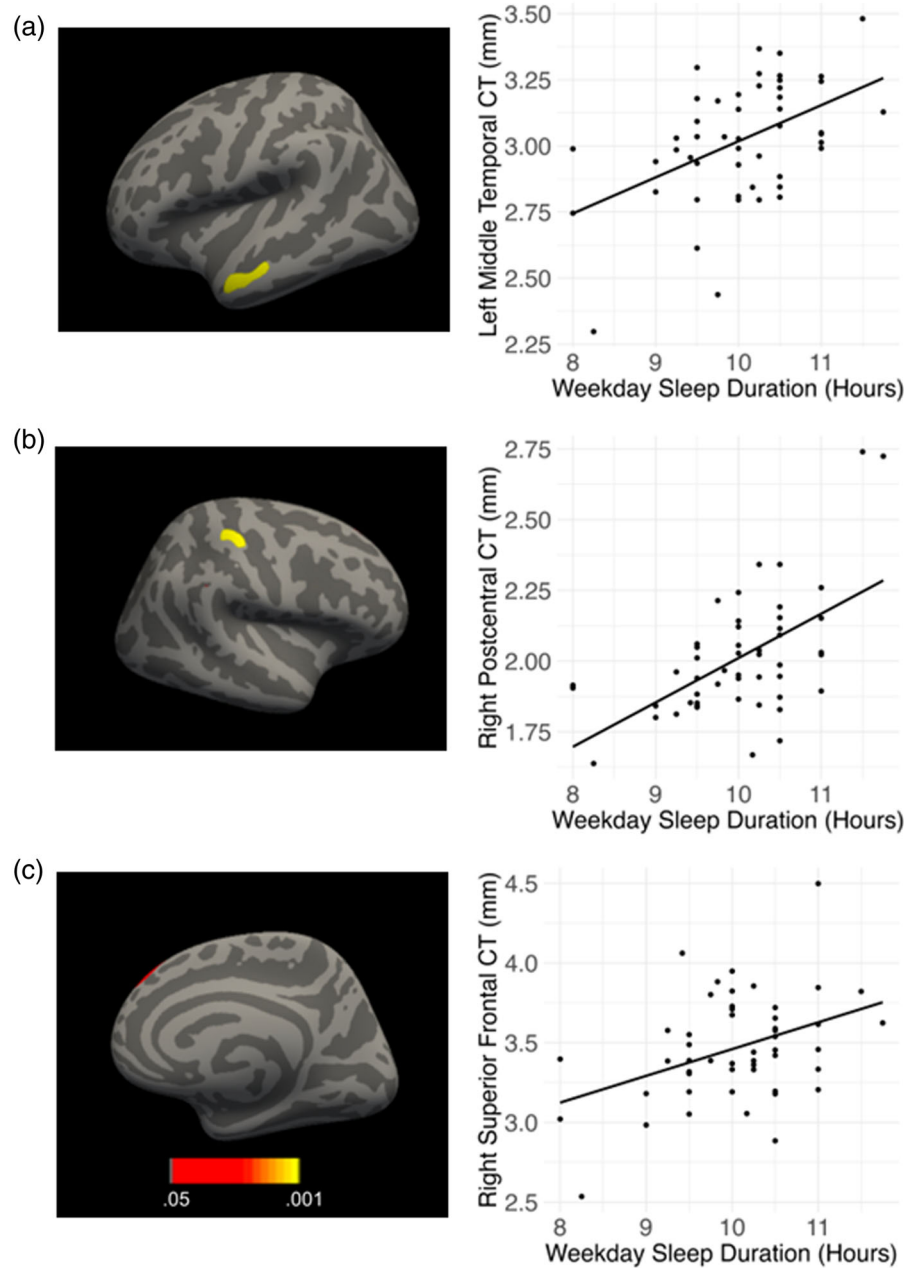 (a)
Left Middle Temporal CT (mm)
3.50
3.25
3.00
2.75
2.50
2.25
8 9 10 11
Weekday Sleep Duration (Hours)
(b)
Right Postcentral CT (mm)
2.75
2.50
2.25
2.00
1.75
8 9 10 11
Weekday Sleep Duration (Hours)
(c)
.05 .001
Right Superior Frontal CT (mm)
4.5
4.0
3.5
3.0
2.5
8 9 10 11
Weekday Sleep Duration (Hours)